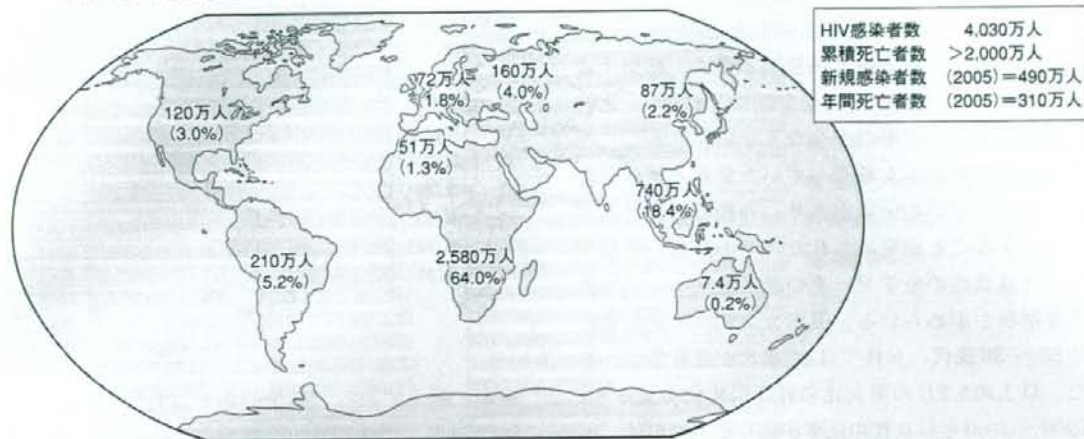 HIV感染者数 4,030万人
累積死亡者数 >2,000万人
新規感染者数 (2005)=490万人
年間死亡者数 (2005)=310万人
120万人
(3.0%)
72万人
(1.8%)
160万人
(4.0%)
87万人
(2.2%)
51万人
(1.3%)
740万人
(18.4%)
210万人
(5.2%)
2,580万人
(64.0%)
7.4万人
(0.2%)